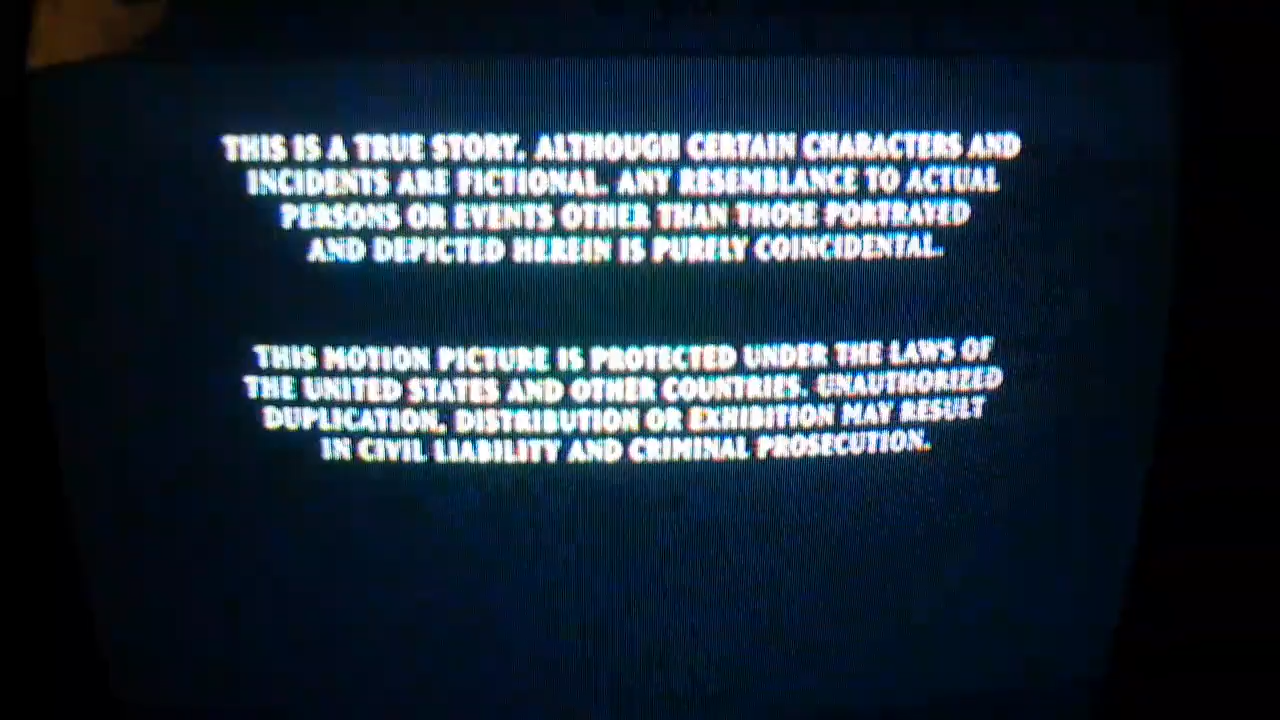 THIS IS A TRUE STORY. ALTHOUGH CERTAIN CHARACTERS AND
INCIDENTS ARE FICTIONAL. ANY RESEMBLANCE TO ACTUAL
PERSONS OR EVENTS OTHER THAN THOSE PORTRAYED
AND DEPICTED HEREIN IS PURELY COINCIDENTAL.
THIS MOTION PICTURE IS PROTECTED UNDER THE LAWS OF
THE UNITED STATES AND OTHER COUNTRIES. UNAUTHORIZED
DUPLICATION, DISTRIBUTION OR EXHIBITION MAY RESULT
IN CIVIL LIABILITY AND CRIMINAL PROSECUTION.